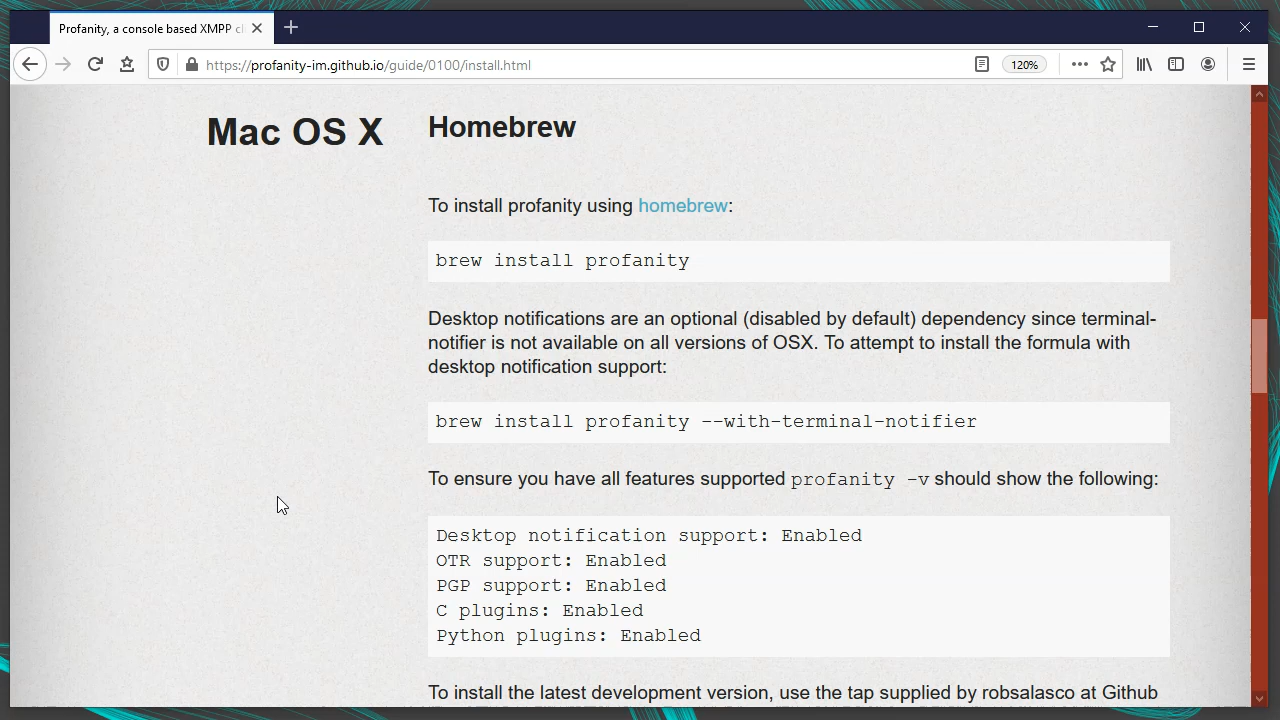 Profanity, a console based XMPP cl
https://profanity-im.github.io/guide/0100/install.html
120%
Mac OS X
Homebrew
To install profanity using homebrew:
brew install profanity
Desktop notifications are an optional (disabled by default) dependency since terminal-
notifier is not available on all versions of OSX. To attempt to install the formula with
desktop notification support:
brew install profanity --with-terminal-notifier
To ensure you have all features supported profanity -v should show the following:
Desktop notification support: Enabled
OTR support: Enabled
PGP support: Enabled
C plugins: Enabled
Python plugins: Enabled
To install the latest development version, use the tap supplied by robsalasco at Github